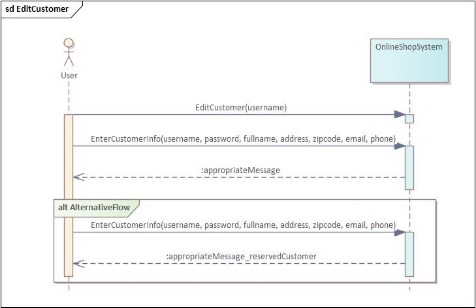 sd EditCustomer
User
OnlineShopSystem
EditCustomer(username)
EnterCustomerInfo(username, password, fullname, address, zipcode, email, phone)
:appropriateMessage
alt AlternativeFlow
EnterCustomerInfo(username, password, fullname, address, zipcode, email, phone)
:appropriateMessage_reservedCustomer